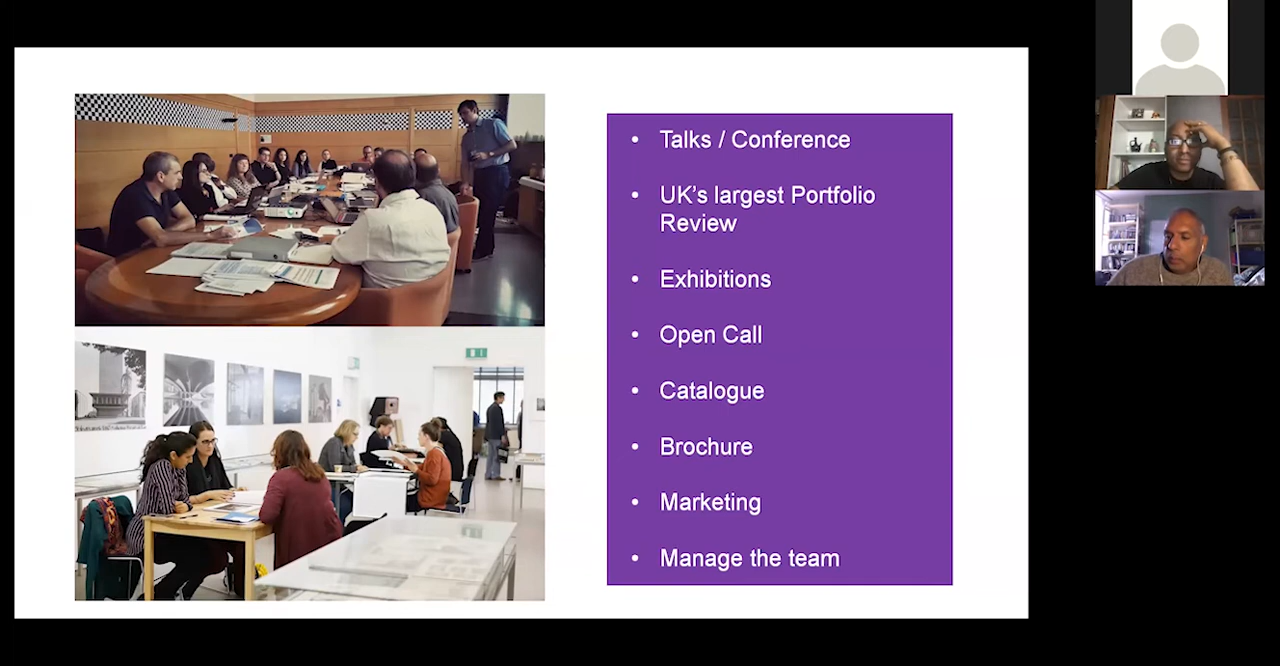 • Talks / Conference
• UK’s largest Portfolio
Review
• Exhibitions
• Open Call
• Catalogue
• Brochure
• Marketing
• Manage the team